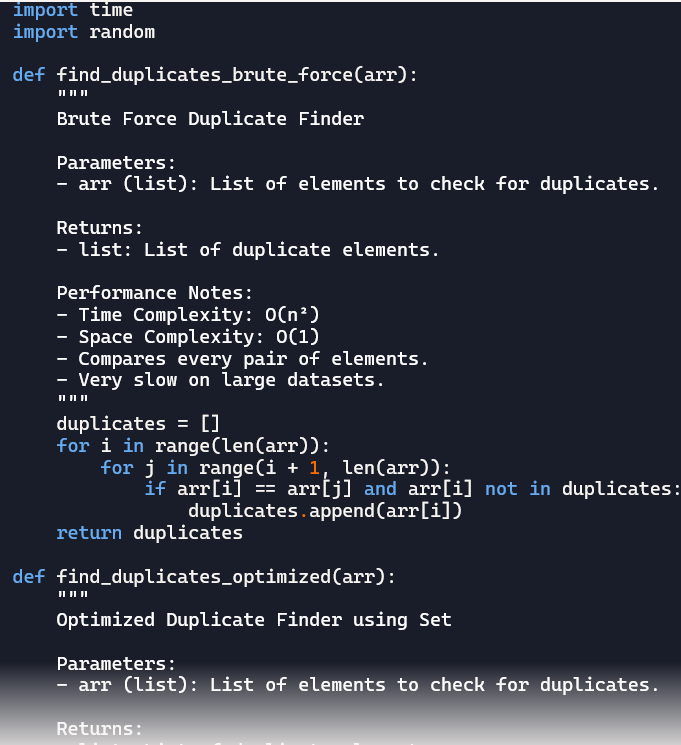 import time
import random
def find_duplicates_brute_force(arr):
"""
Brute Force Duplicate Finder
Parameters:
- arr (list): List of elements to check for duplicates.
Returns:
- list: List of duplicate elements.
Performance Notes:
- Time Complexity: O(n²)
- Space Complexity: O(1)
- Compares every pair of elements.
- Very slow on large datasets.
"""
duplicates = []
for i in range(len(arr)):
for j in range(i + 1, len(arr)):
if arr[i] == arr[j] and arr[i] not in duplicates:
duplicates.append(arr[i])
return duplicates
def find_duplicates_optimized(arr):
"""
Optimized Duplicate Finder using Set
Parameters:
- arr (list): List of elements to check for duplicates.
Returns: